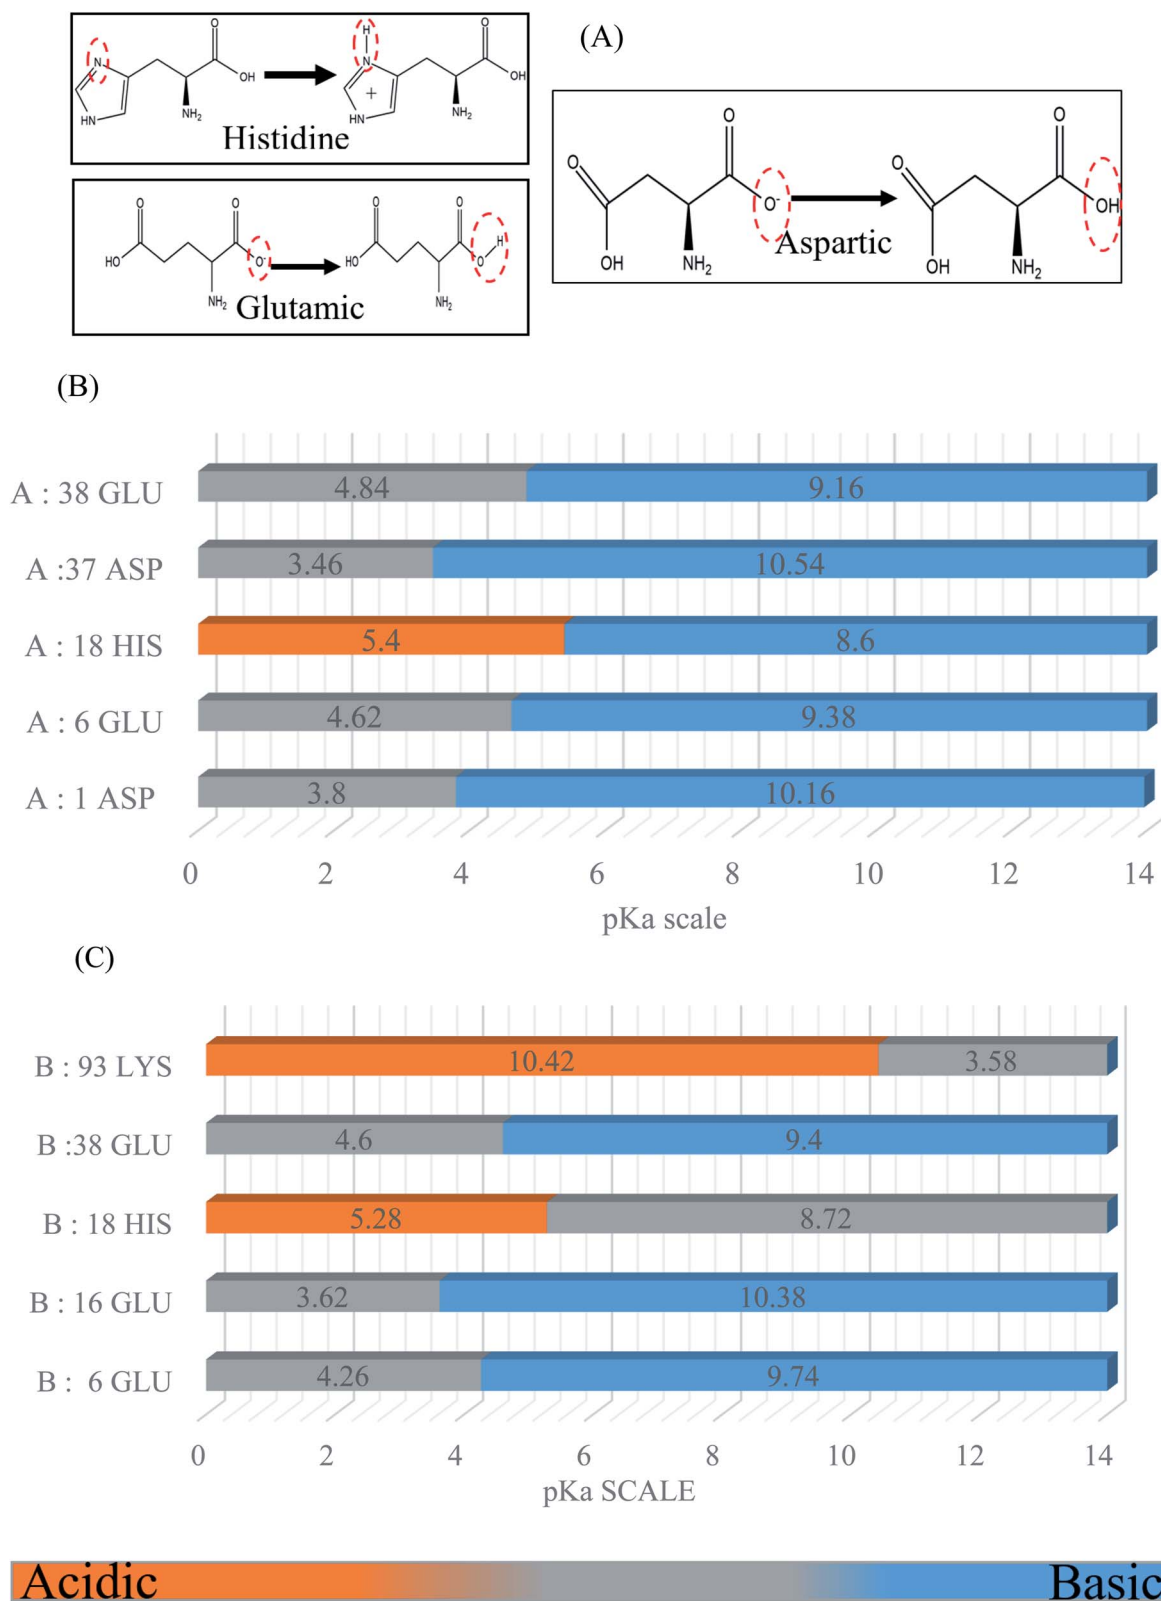 (A)
H
N
O
OH
NH₂
HN
N
+
O
OH
NH₂
HN
Histidine
O
O
HO
O⁻
NH₂
O
O
H
HO
O
NH₂
Glutamic
O
O
O⁻
OH
NH₂
O
O
OH
OH
NH₂
Aspartic
(B)
A : 38 GLU 4.84 9.16
A :37 ASP 3.46 10.54
A : 18 HIS 5.4 8.6
A : 6 GLU 4.62 9.38
A : 1 ASP 3.8 10.16
0 2 4 6 8 10 12 14
pKa scale
(C)
B : 93 LYS 10.42 3.58
B :38 GLU 4.6 9.4
B : 18 HIS 5.28 8.72
B : 16 GLU 3.62 10.38
B : 6 GLU 4.26 9.74
0 2 4 6 8 10 12 14
pKa SCALE
Acidic Basic